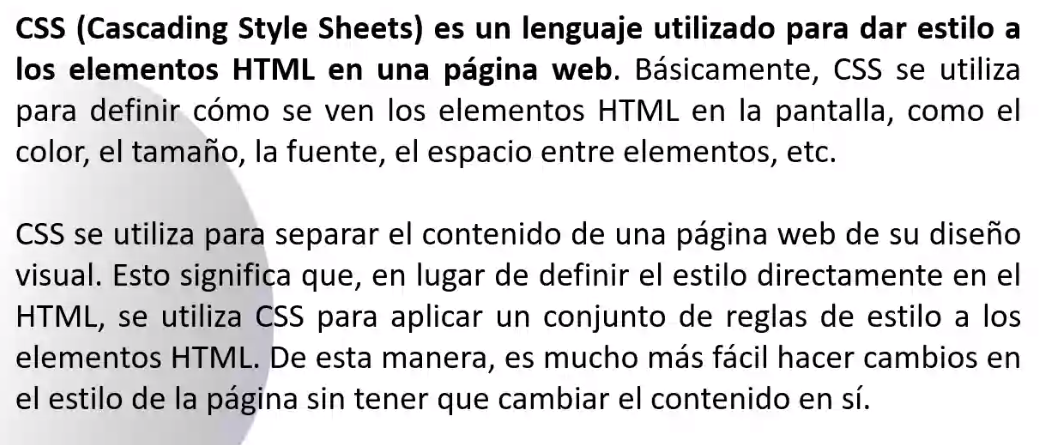 CSS (Cascading Style Sheets) es un lenguaje utilizado para dar estilo a
los elementos HTML en una página web. Básicamente, CSS se utiliza
para definir cómo se ven los elementos HTML en la pantalla, como el
color, el tamaño, la fuente, el espacio entre elementos, etc.
CSS se utiliza para separar el contenido de una página web de su diseño
visual. Esto significa que, en lugar de definir el estilo directamente en el
HTML, se utiliza CSS para aplicar un conjunto de reglas de estilo a los
elementos HTML. De esta manera, es mucho más fácil hacer cambios en
el estilo de la página sin tener que cambiar el contenido en sí.